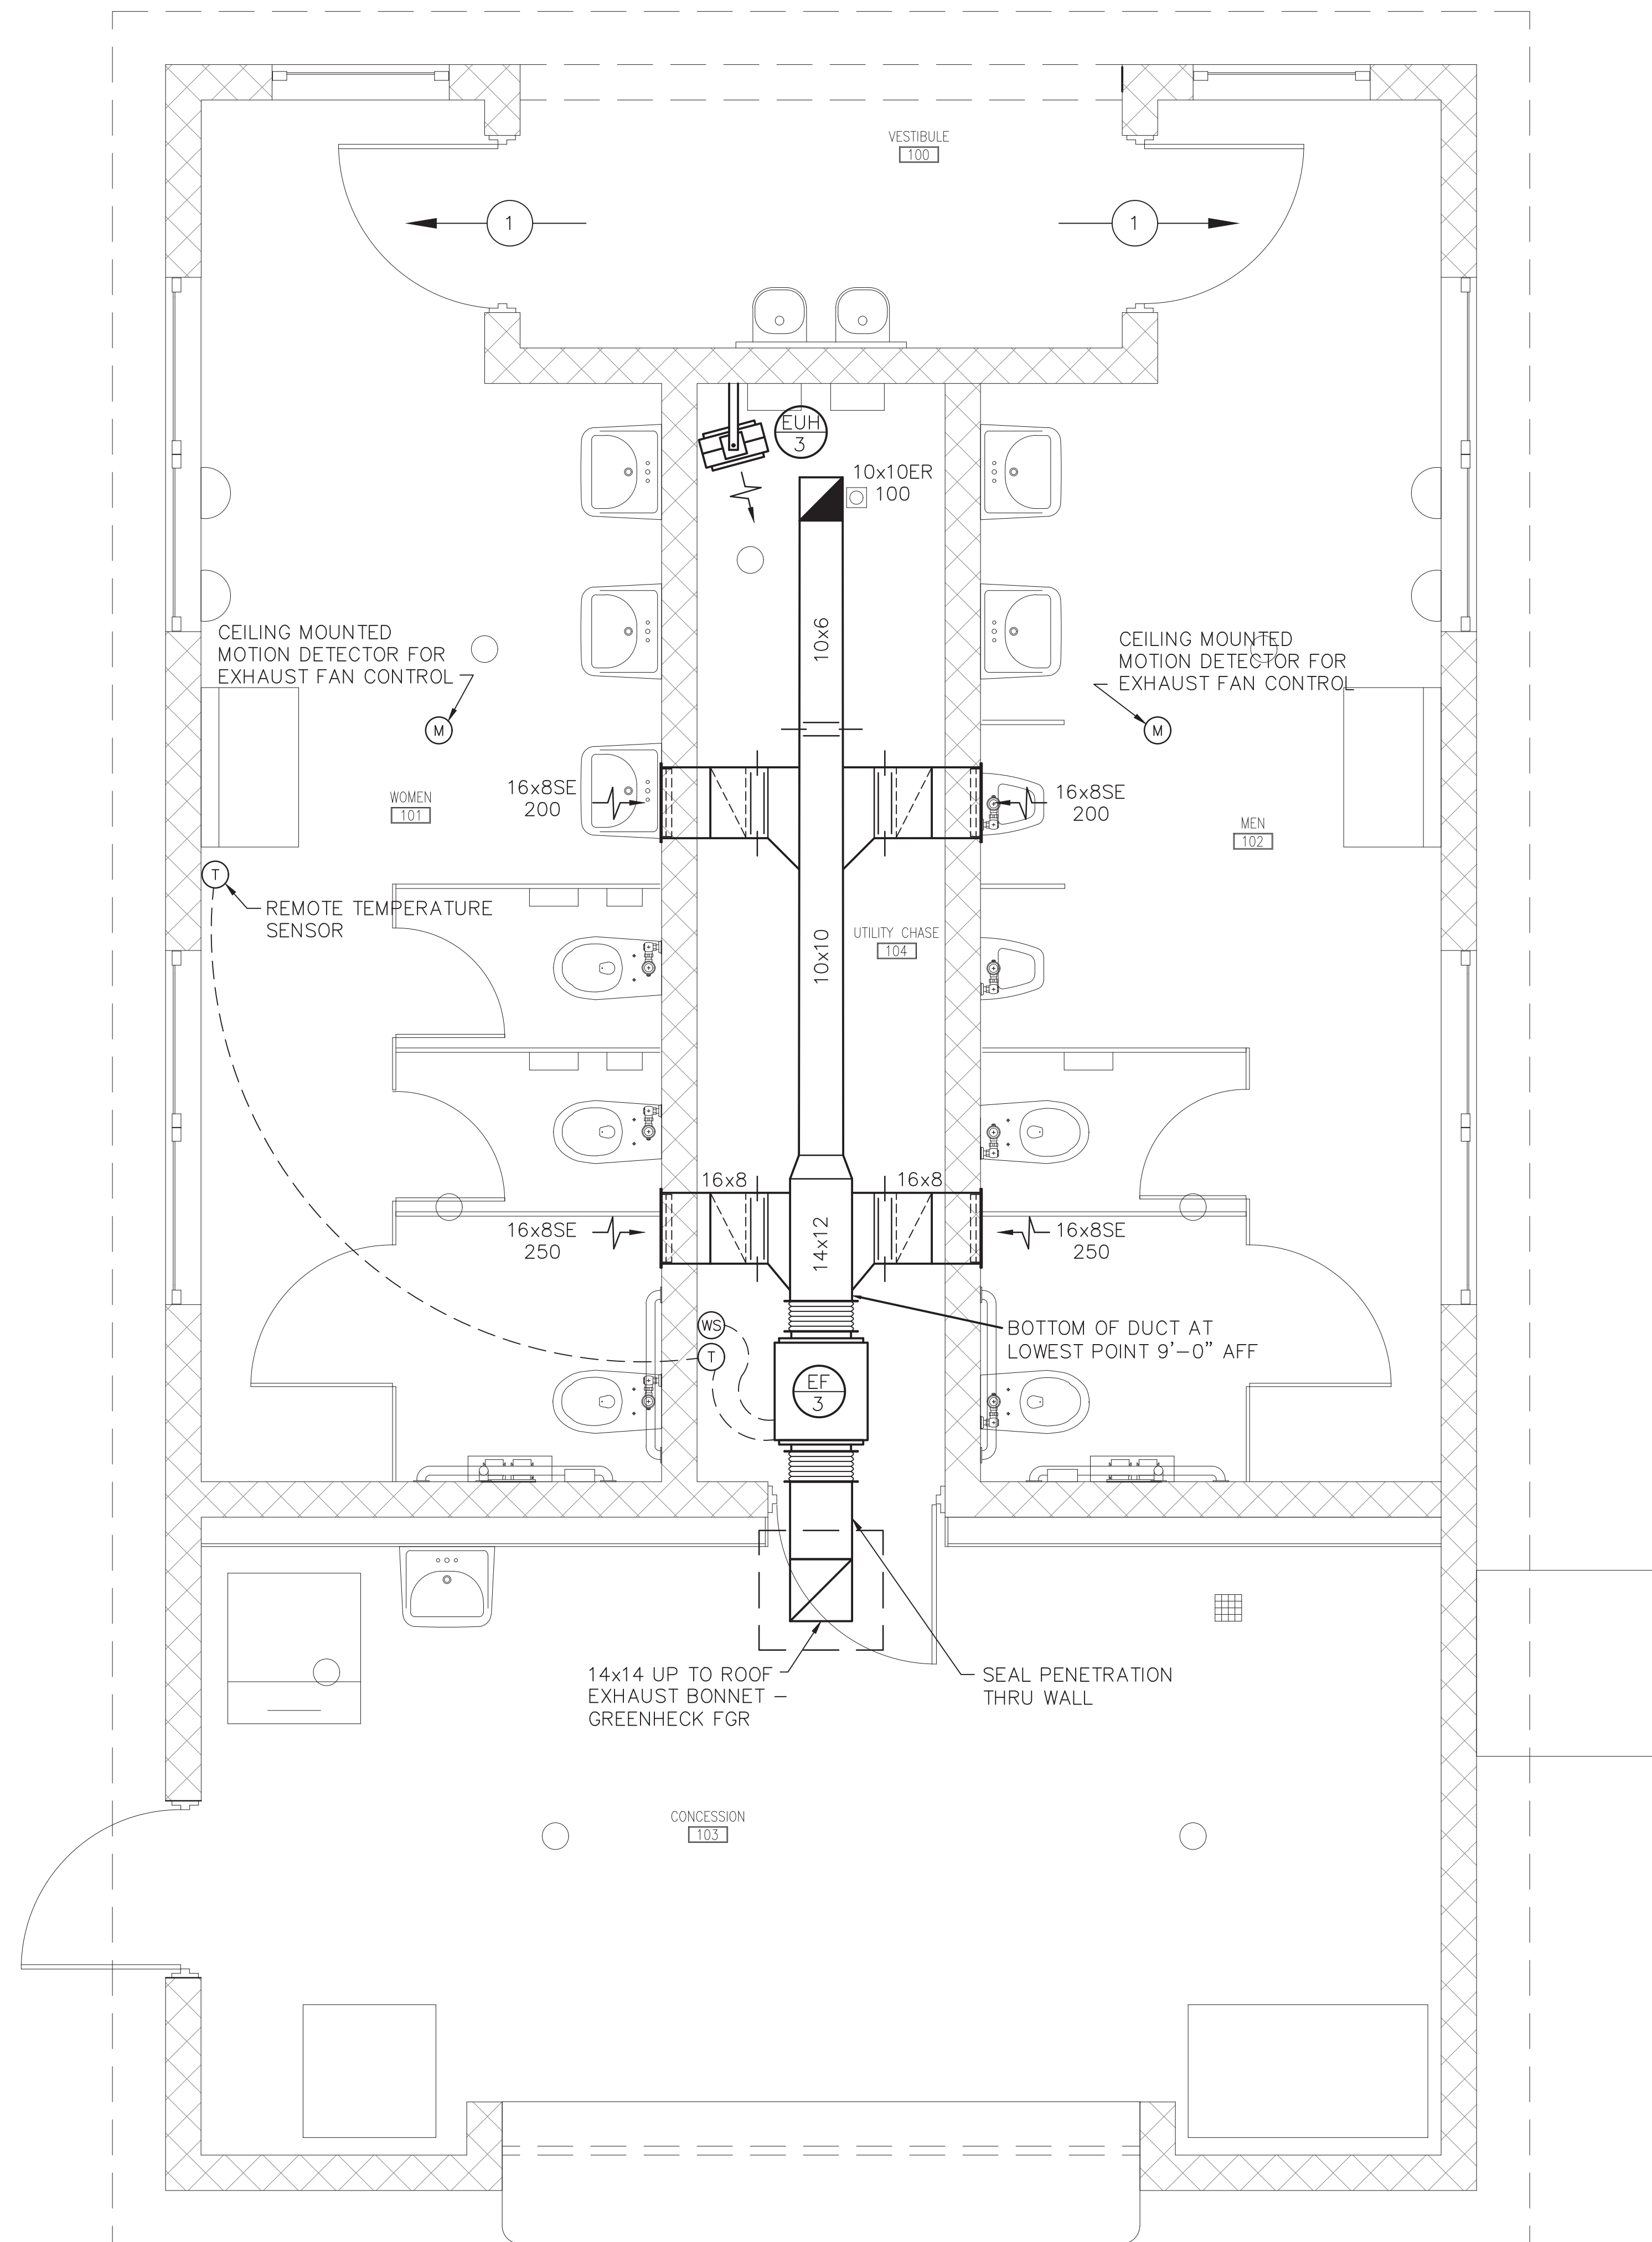 VESTIBULE
100
1
1
EUH
3
10x10ER
100
10x6
CEILING MOUNTED
MOTION DETECTOR FOR
EXHAUST FAN CONTROL
M
CEILING MOUNTED
MOTION DETECTOR FOR
EXHAUST FAN CONTROL
M
16x8SE
200
16x8SE
200
WOMEN
101
MEN
102
T
REMOTE TEMPERATURE
SENSOR
10x10
UTILITY CHASE
104
16x8
16x8
16x8SE
250
14x12
16x8SE
250
WS
T
BOTTOM OF DUCT AT
LOWEST POINT 9'-0" AFF
EF
3
14x14 UP TO ROOF
EXHAUST BONNET –
GREENHECK FGR
SEAL PENETRATION
THRU WALL
CONCESSION
103